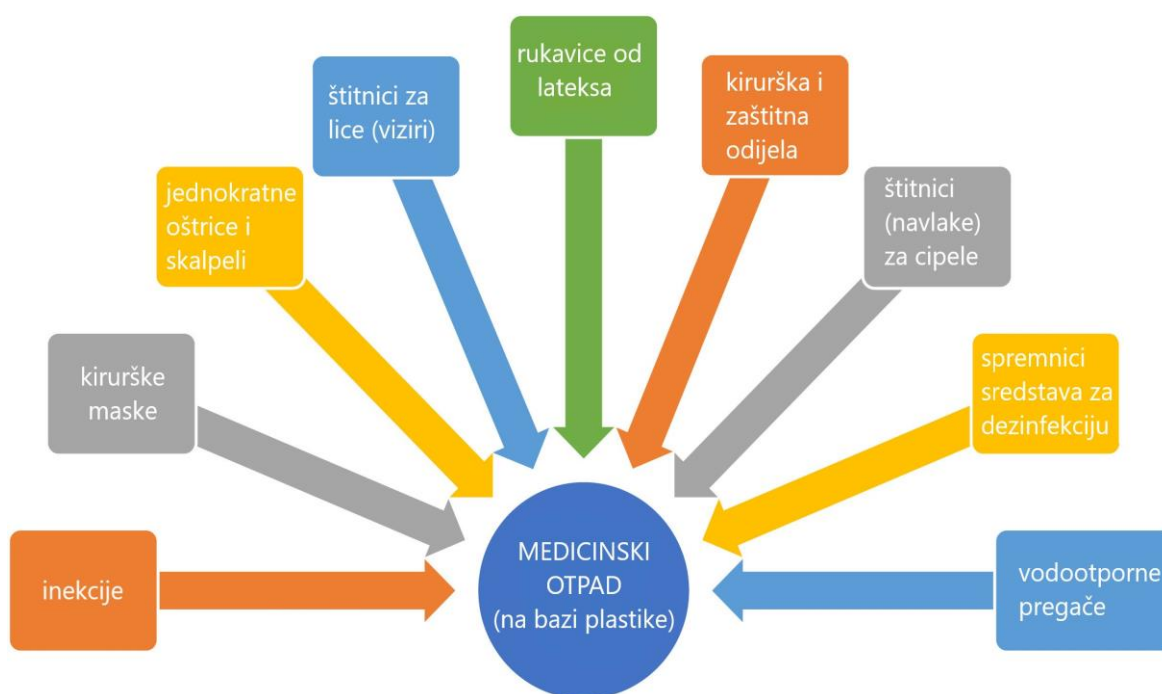 rukavice od
lateksa
štitnici za
lice (viziri)
kirurška i
zaštitna
odijela
jednokratne
oštrice i
skalpeli
štitnici
(navlake)
za cipele
kirurške
maske
spremnici
sredstava za
dezinfekciju
inekcije
MEDICINSKI
OTPAD
(na bazi plastike)
vodootporne
pregače